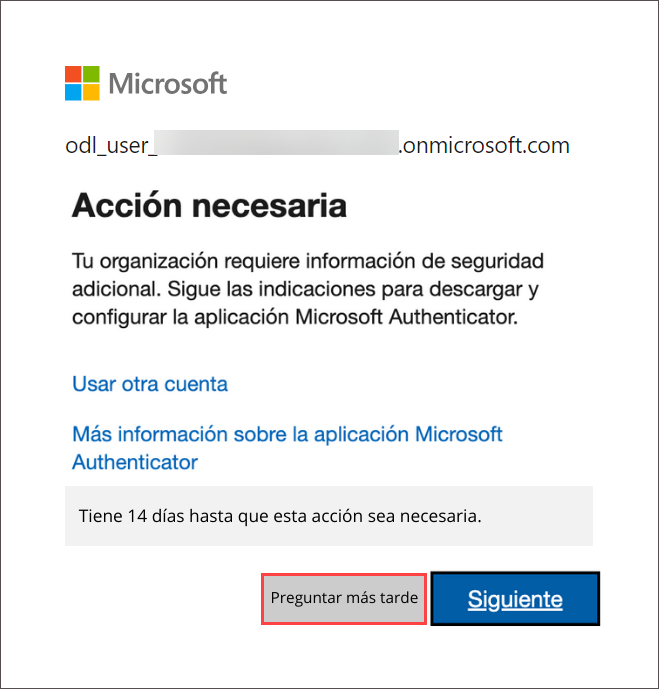 Microsoft
odl_user_ .onmicrosoft.com
Acción necesaria
Tu organización requiere información de seguridad
adicional. Sigue las indicaciones para descargar y
configurar la aplicación Microsoft Authenticator.
Usar otra cuenta
Más información sobre la aplicación Microsoft
Authenticator
Tiene 14 días hasta que esta acción sea necesaria.
Preguntar más tarde
Siguiente